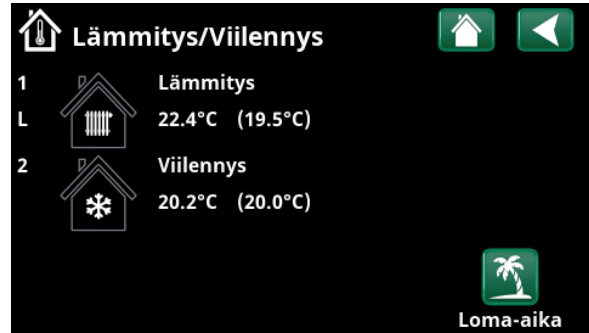 Lämmitys/Viilennys
1 Lämmitys
L 22.4°C (19.5°C)
2 Viilennys
20.2°C (20.0°C)
Loma-aika